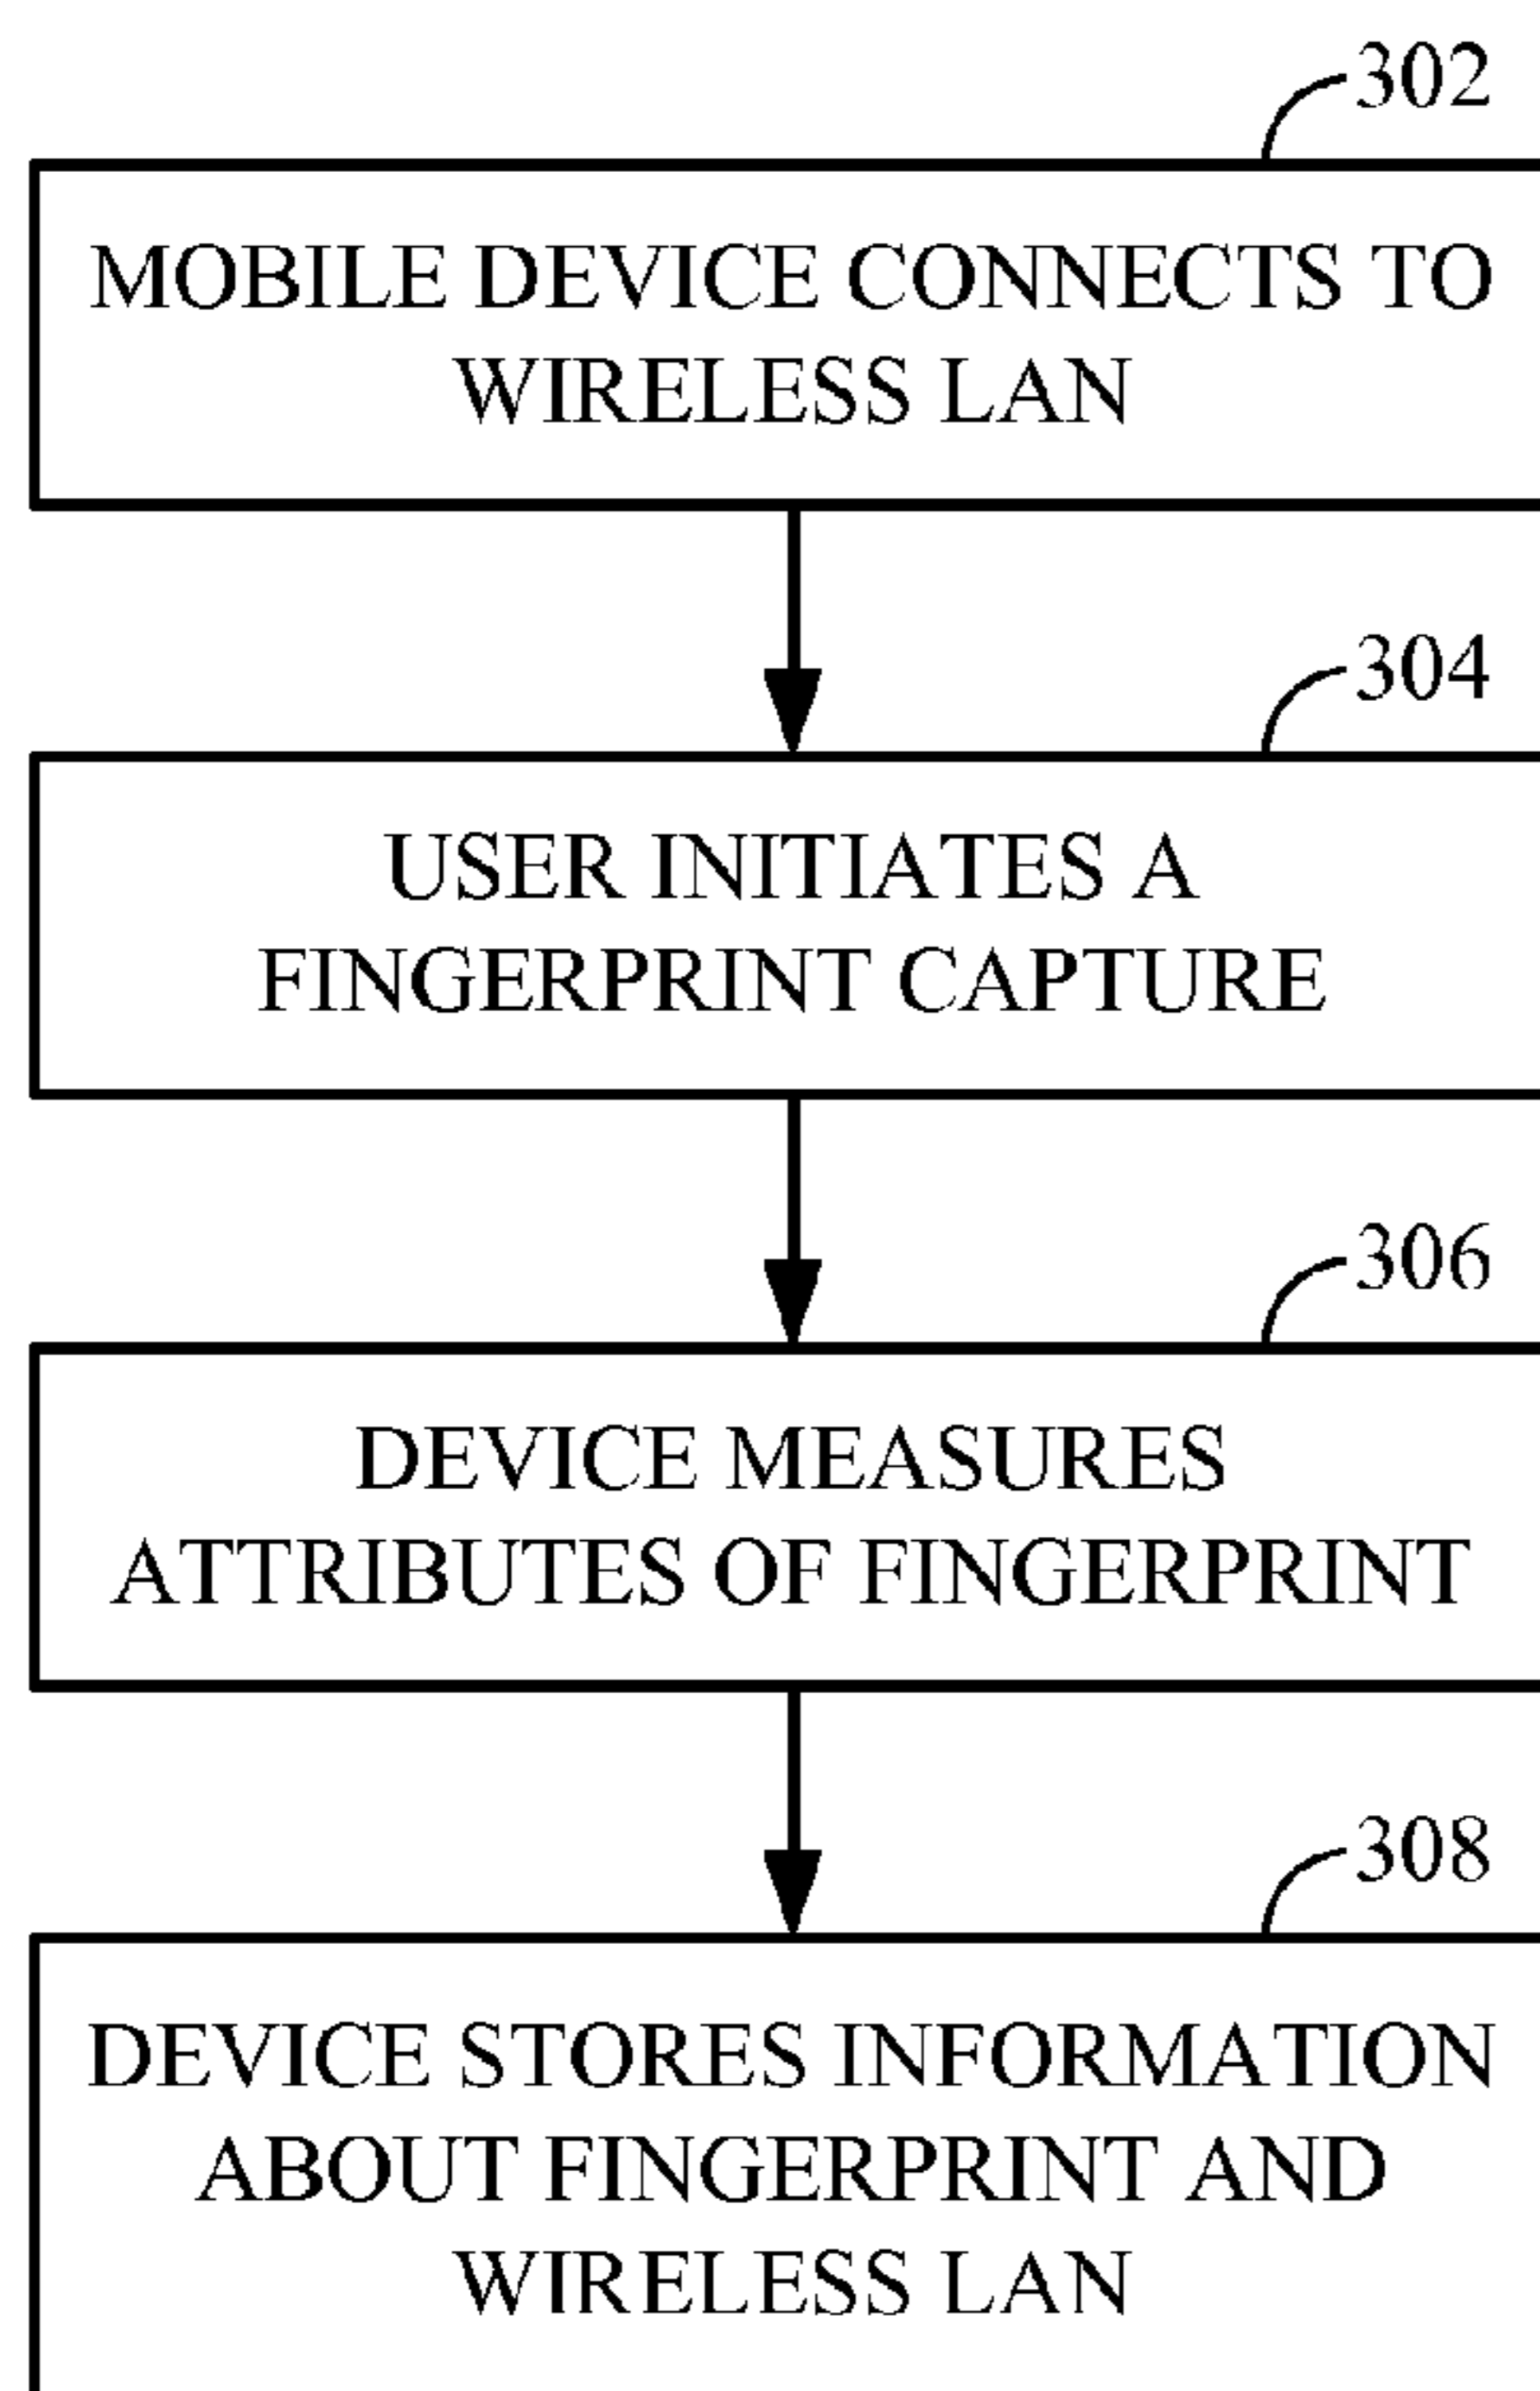 302
MOBILE DEVICE CONNECTS TO
WIRELESS LAN
304
USER INITIATES A
FINGERPRINT CAPTURE
306
DEVICE MEASURES
ATTRIBUTES OF FINGERPRINT
308
DEVICE STORES INFORMATION
ABOUT FINGERPRINT AND
WIRELESS LAN